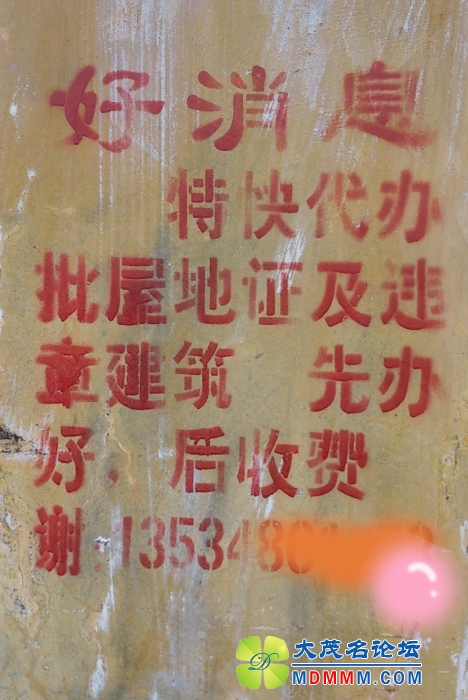 好消息
特快代办
批屋地证及违
章建筑 先办
好，后收费
谢:13534801
大茂名论坛
MDMMM.COM